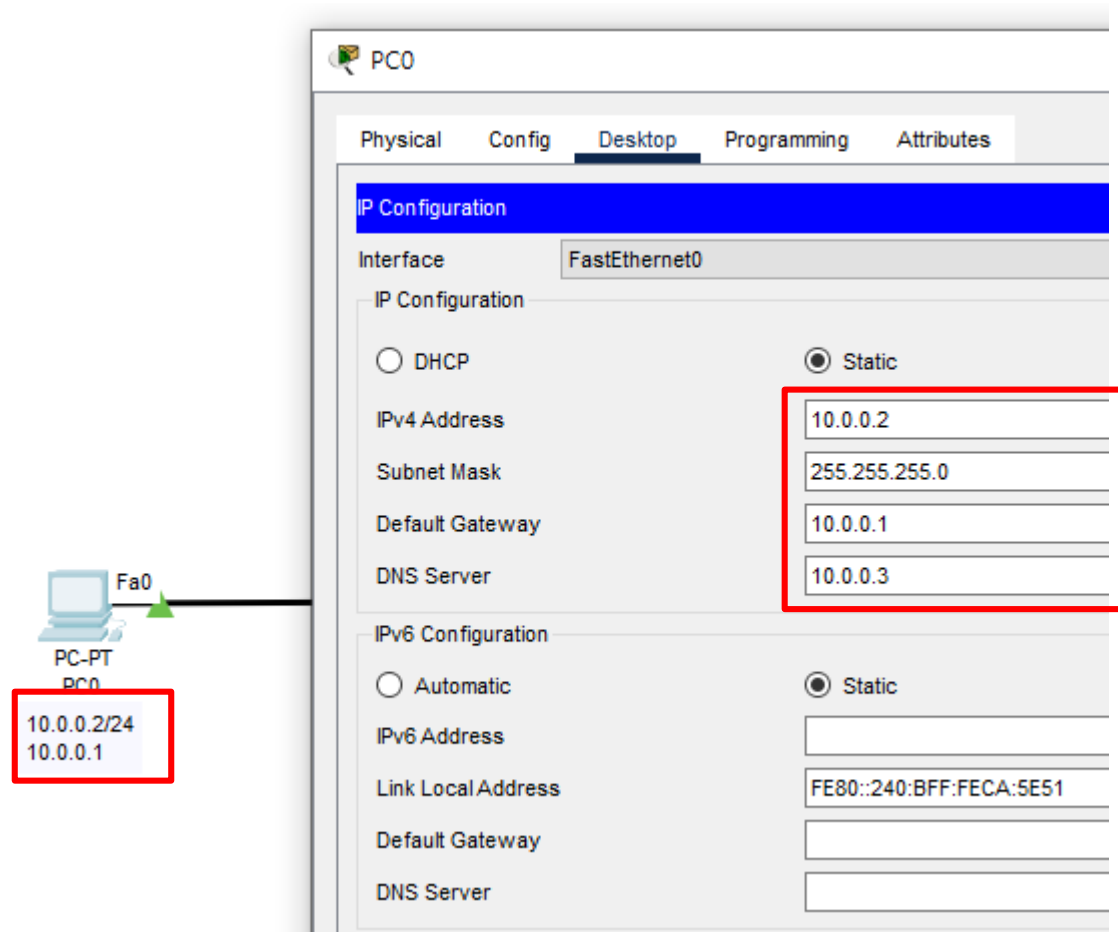 PC0
Physical Config Desktop Programming Attributes
IP Configuration
Interface FastEthernet0
IP Configuration
DHCP Static
IPv4 Address 10.0.0.2
Subnet Mask 255.255.255.0
Default Gateway 10.0.0.1
DNS Server 10.0.0.3
IPv6 Configuration
Automatic Static
IPv6 Address
Link Local Address FE80::240:BFF:FECA:5E51
Default Gateway
DNS Server
Fa0
PC-PT
PC0
10.0.0.2/24
10.0.0.1